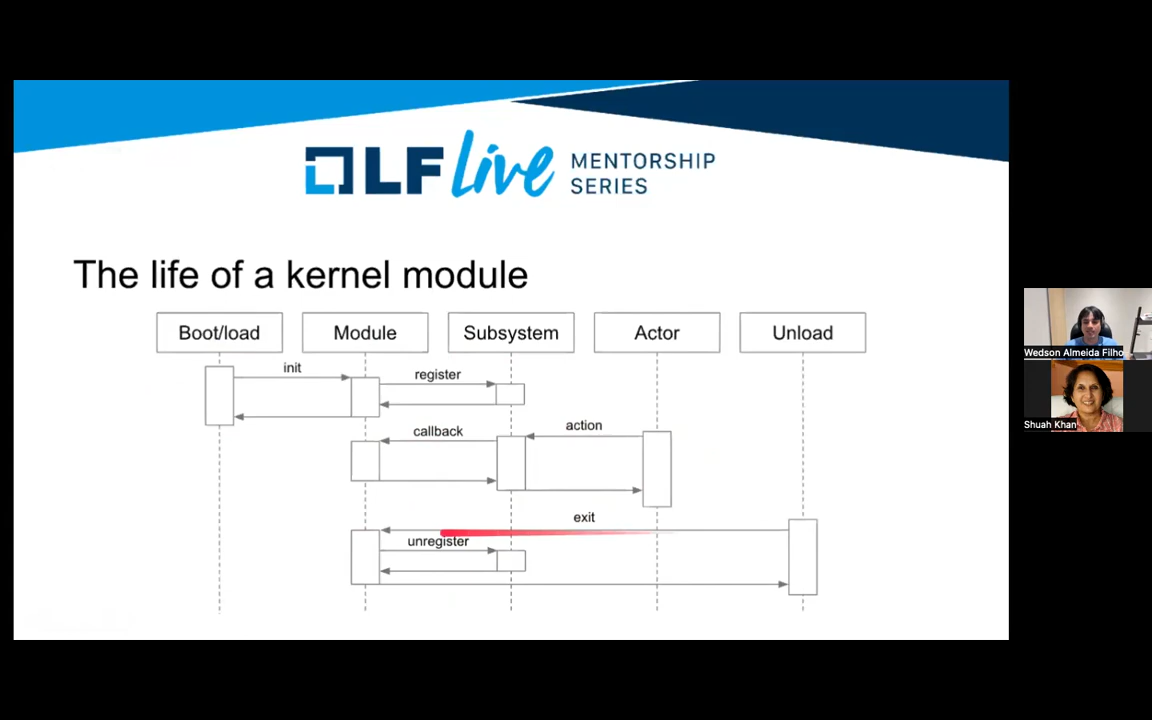 LF Live MENTORSHIP
SERIES
The life of a kernel module
Boot/load Module Subsystem Actor Unload
init
register
callback
action
exit
unregister
Wedson Almeida Filho
Shuah Khan